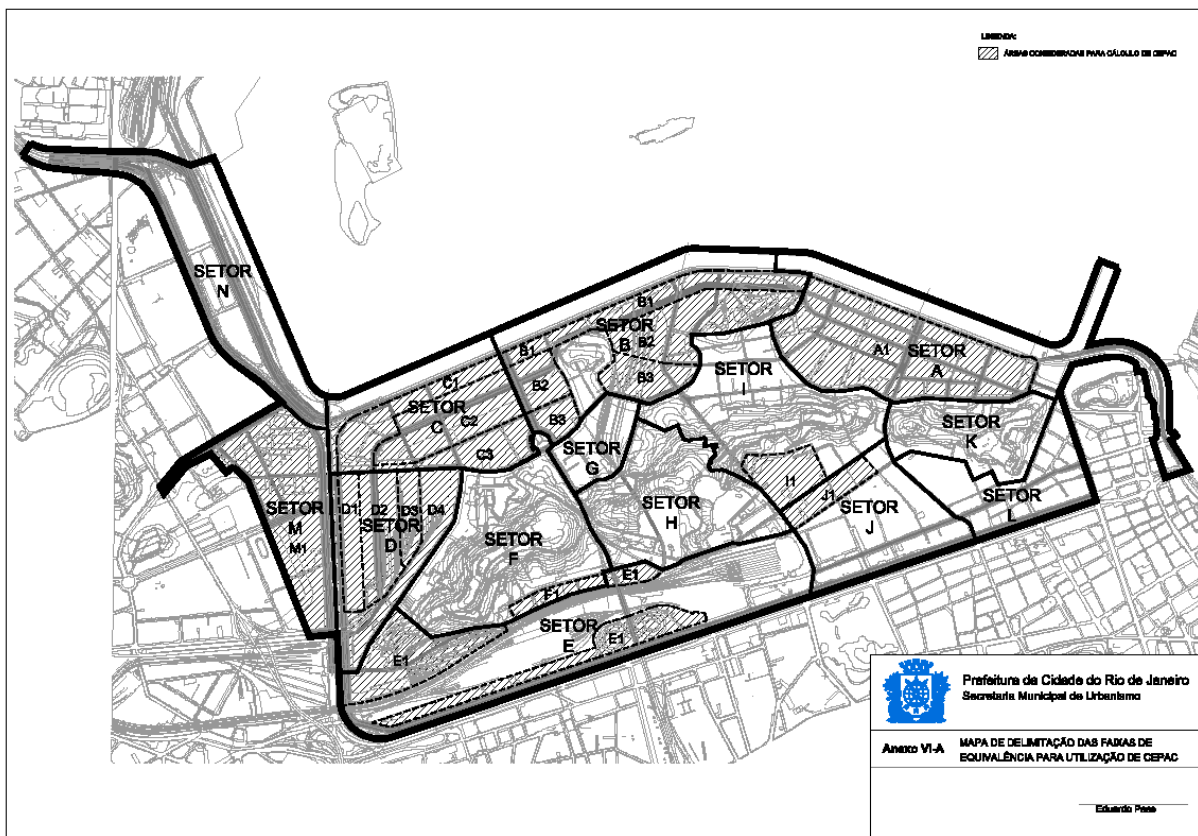 LEGENDA:
ÁREAS CONSIDERADAS PARA CÁLCULO DE CEPAC
SETOR
N
B1
SETOR
B
B2
B1
A1
SETOR
A
B2
B3
SETOR
I
C1
SETOR
C
C2
B3
C3
SETOR
G
SETOR
K
I1
J1
SETOR
M
M1
D1
D2
D3
D4
SETOR
D
SETOR
F
SETOR
H
SETOR
J
SETOR
L
E1
F1
SETOR
E
E1
E1
Prefeitura da Cidade do Rio de Janeiro
Secretaria Municipal de Urbanismo
Anexo VI-A
MAPA DE DELIMITAÇÃO DAS FAIXAS DE
EQUIVALÊNCIA PARA UTILIZAÇÃO DE CEPAC
Eduardo Paes